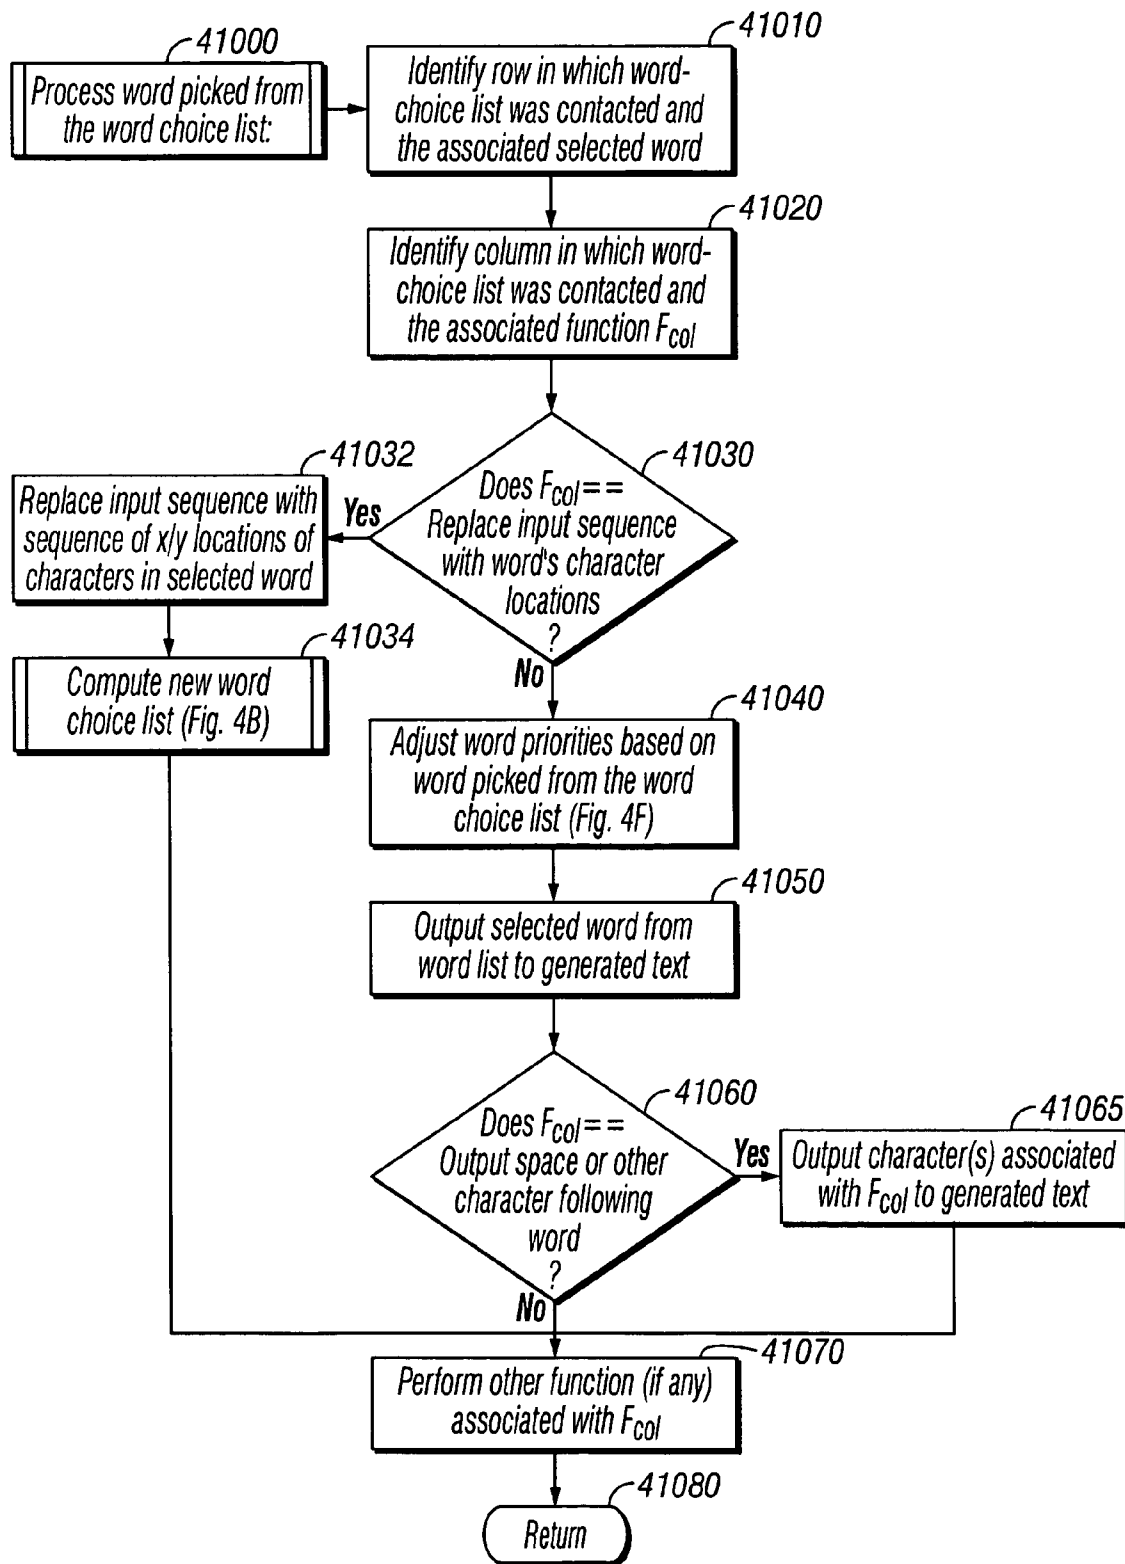 41000
Process word picked from
the word choice list:
41010
Identify row in which word-
choice list was contacted and
the associated selected word
41020
Identify column in which word-
choice list was contacted and
the associated function Fcol
41030
Does Fcol==
Replace input sequence
with word's character
locations
?
Yes
No
41032
Replace input sequence with
sequence of x/y locations of
characters in selected word
41034
Compute new word
choice list (Fig. 4B)
41040
Adjust word priorities based on
word picked from the word
choice list (Fig. 4F)
41050
Output selected word from
word list to generated text
41060
Does Fcol==
Output space or other
character following
word
?
Yes
No
41065
Output character(s) associated
with Fcol to generated text
41070
Perform other function (if any)
associated with Fcol
41080
Return